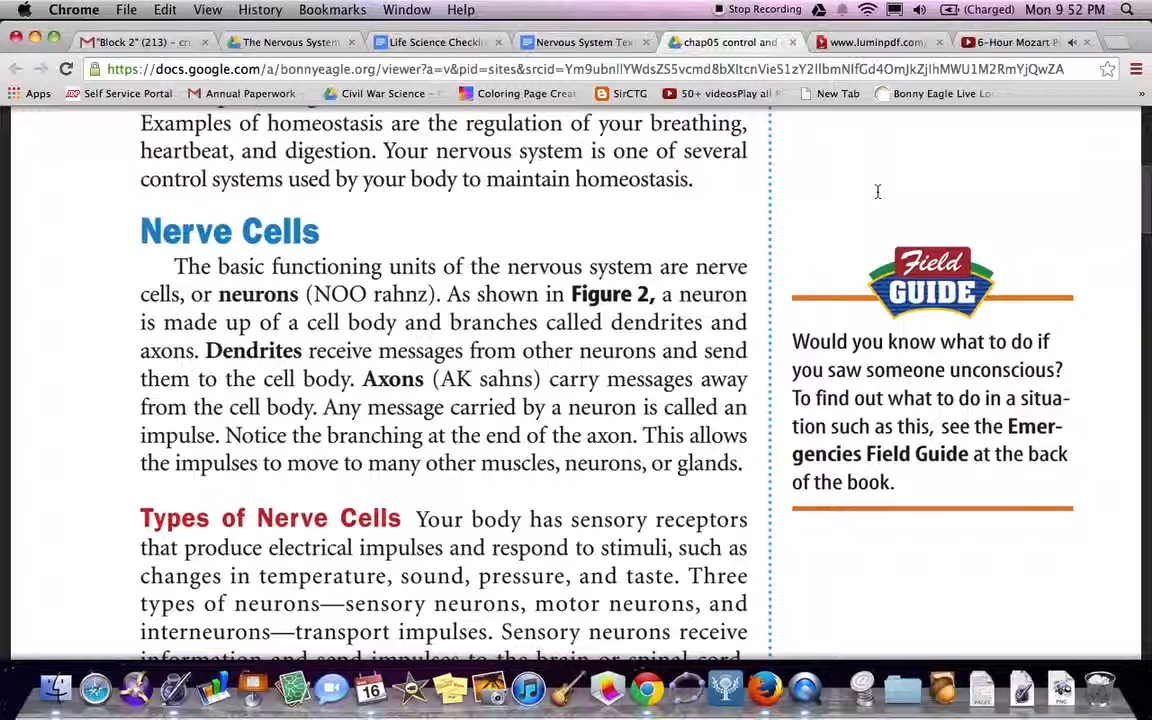 Chrome File Edit View History Bookmarks Window Help Stop Recording (Charged) Mon 9:52 PM
"Block 2" (213) - cr The Nervous System Life Science Checkli Nervous System Tex chap05 control and www.luminpdf.com 6-Hour Mozart P
Apps Self Service Portal Annual Paperwork Civil War Science - Coloring Page Crea SirCTG 50+ videosPlay all New Tab Bonny Eagle Live Lo »
Examples of homeostasis are the regulation of your breathing,
heartbeat, and digestion. Your nervous system is one of several
control systems used by your body to maintain homeostasis.
Nerve Cells
The basic functioning units of the nervous system are nerve
cells, or neurons (NOO rahnz). As shown in Figure 2, a neuron
is made up of a cell body and branches called dendrites and
axons. Dendrites receive messages from other neurons and send
them to the cell body. Axons (AK sahns) carry messages away
from the cell body. Any message carried by a neuron is called an
impulse. Notice the branching at the end of the axon. This allows
the impulses to move to many other muscles, neurons, or glands.
Types of Nerve Cells Your body has sensory receptors
that produce electrical impulses and respond to stimuli, such as
changes in temperature, sound, pressure, and taste. Three
types of neurons—sensory neurons, motor neurons, and
interneurons—transport impulses. Sensory neurons receive
information and send impulses to the brain or spinal cord,
Field
GUIDE
Would you know what to do if
you saw someone unconscious?
To find out what to do in a situa-
tion such as this, see the Emer-
gencies Field Guide at the back
of the book.
16